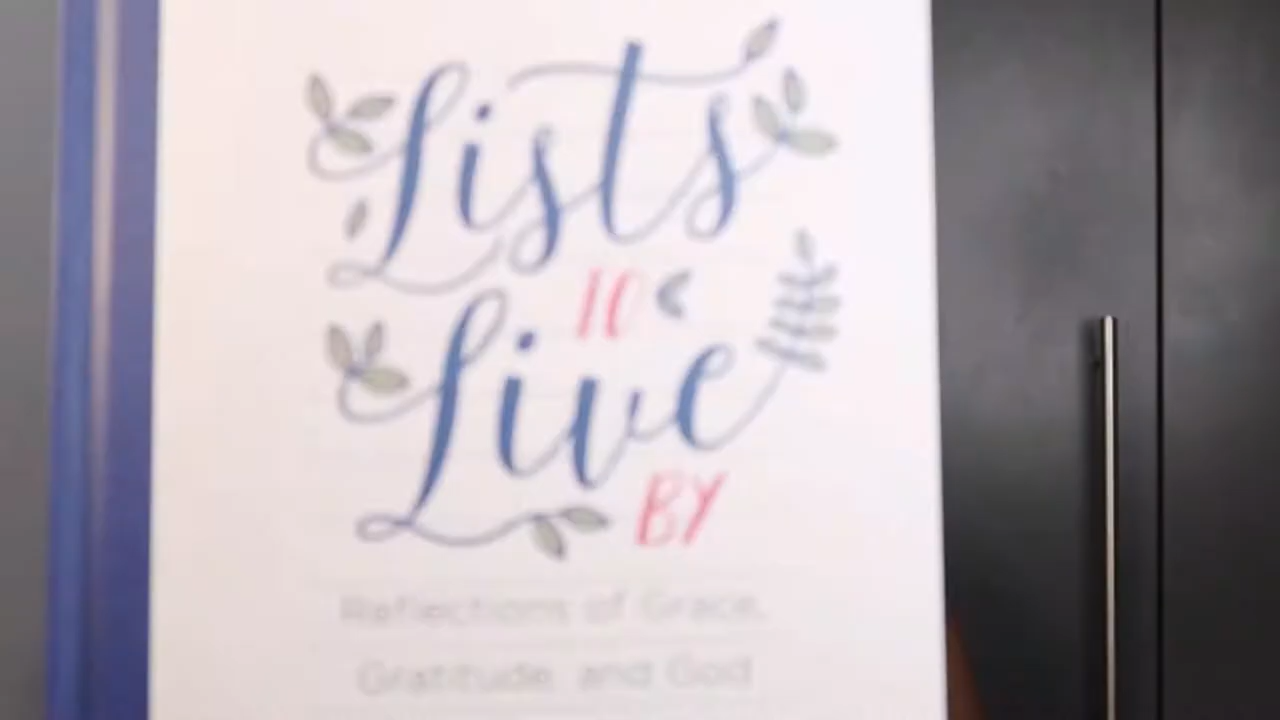 Lists
TO
Live
BY
Reflections of Grace,
Gratitude, and God